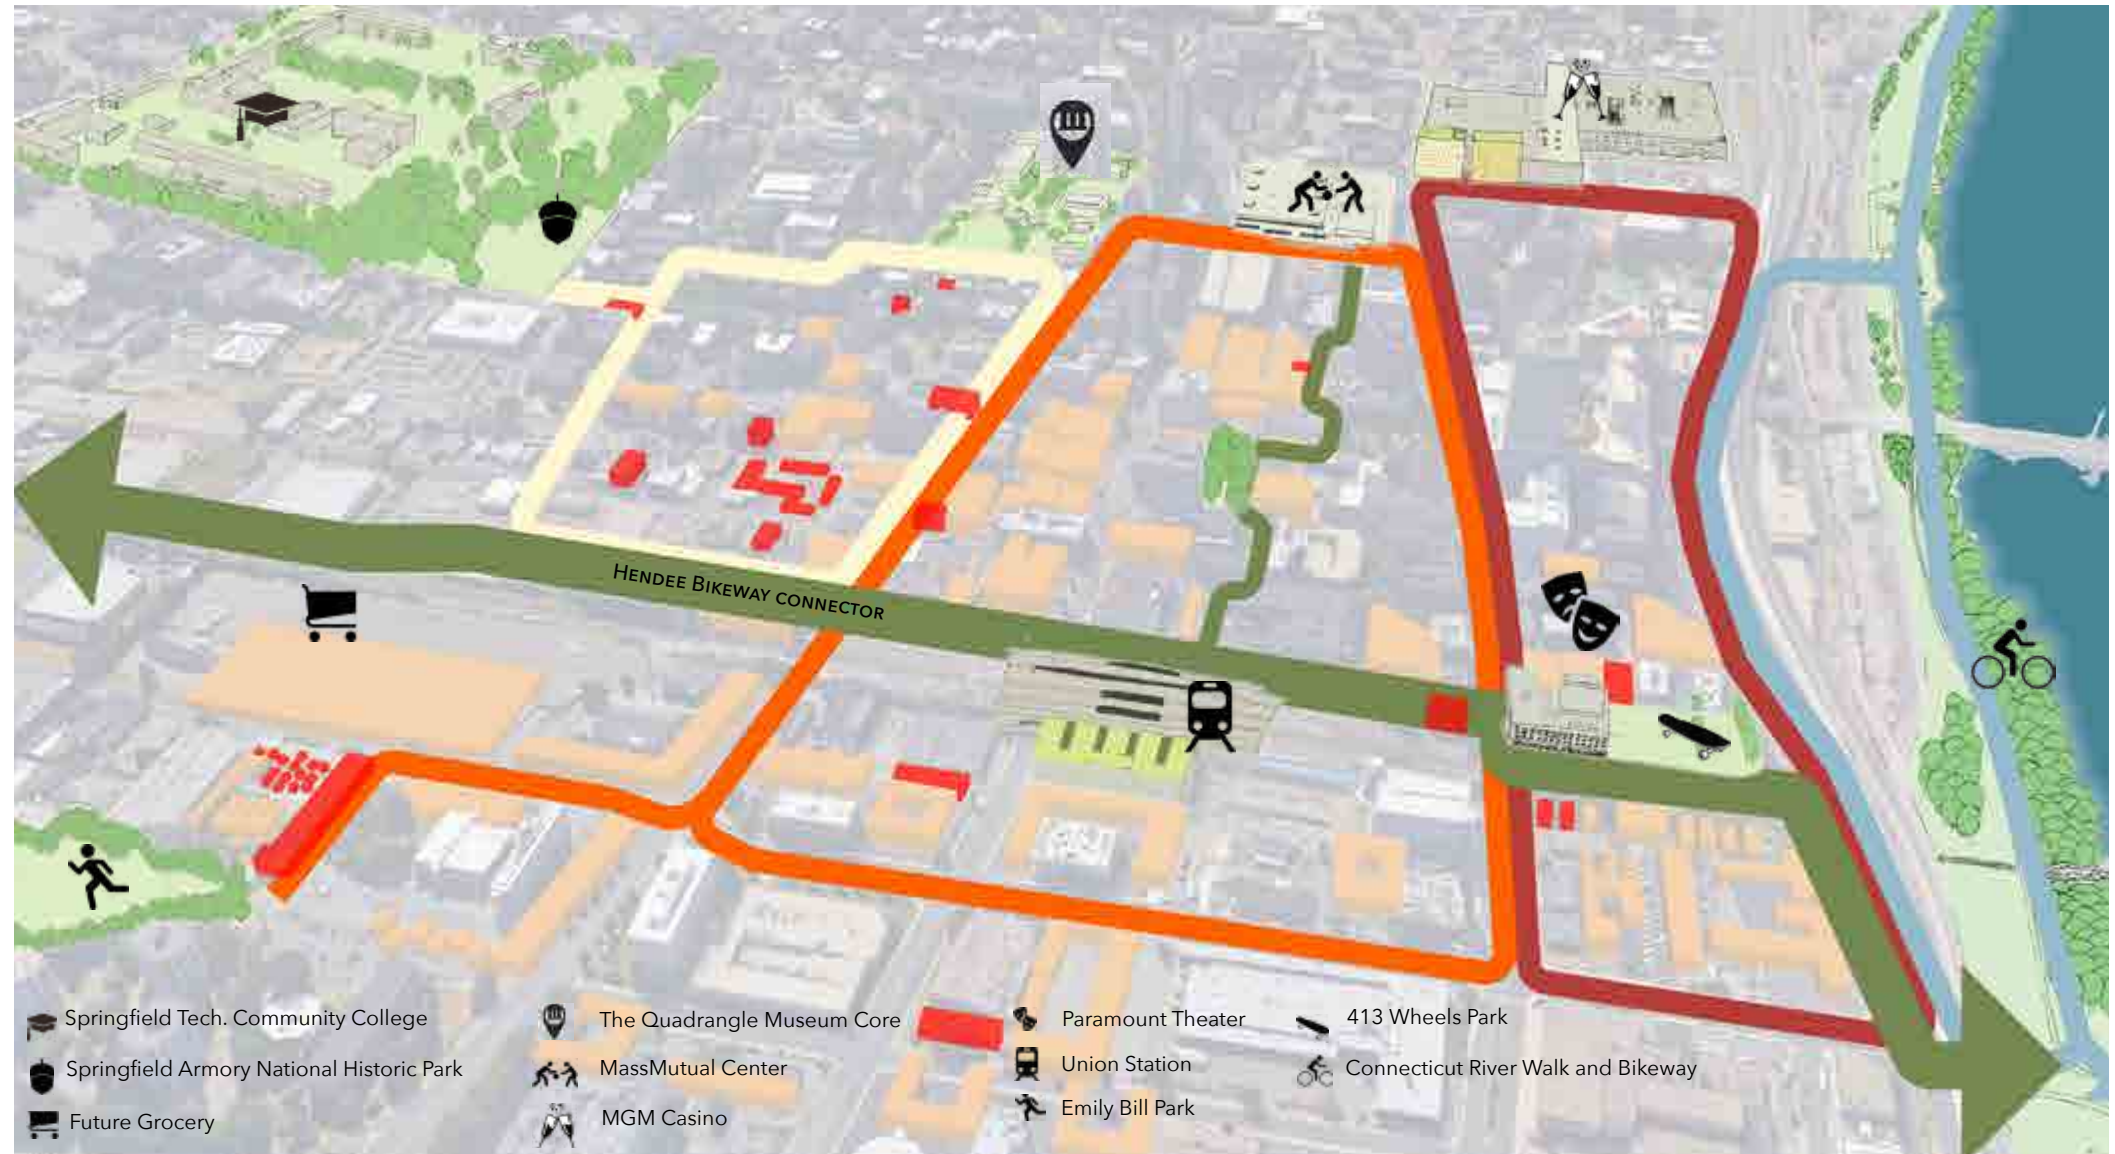 HENDEE BIKEWAY CONNECTOR
Springfield Tech. Community College
Springfield Armory National Historic Park
Future Grocery
The Quadrangle Museum Core
MassMutual Center
MGM Casino
Paramount Theater
Union Station
Emily Bill Park
413 Wheels Park
Connecticut River Walk and Bikeway